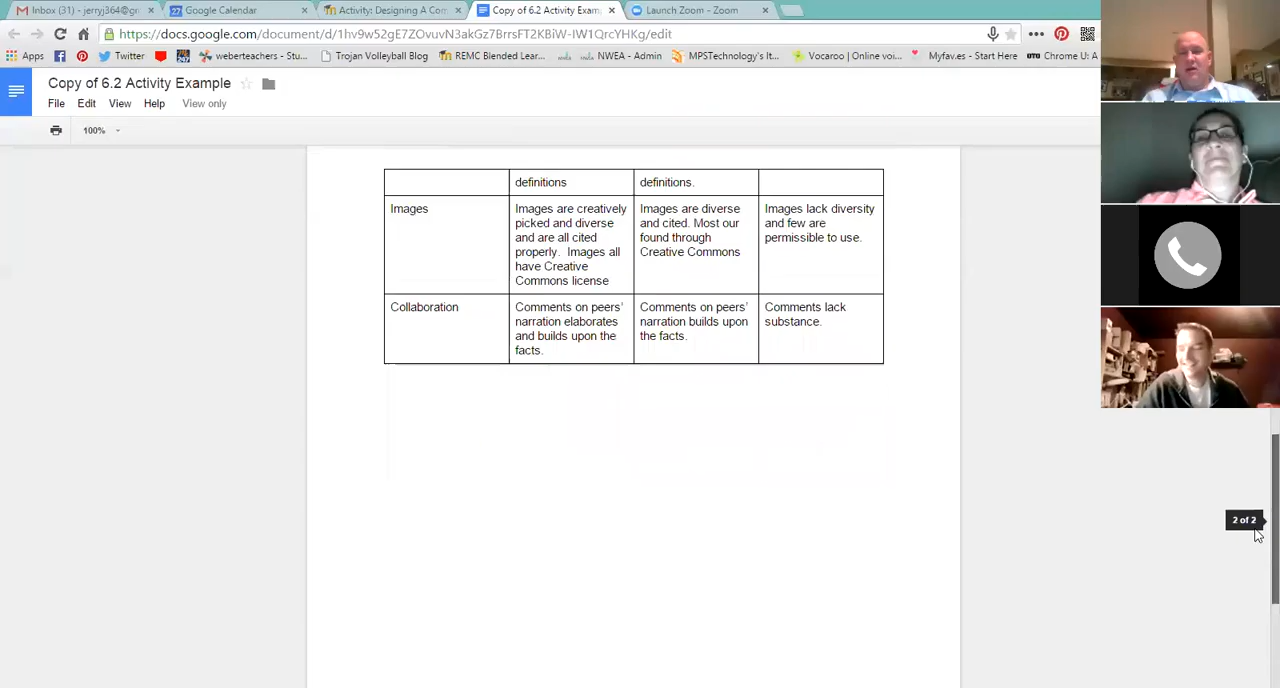 Inbox (31) - jerryj364@gm
Google Calendar
Activity: Designing A Com
Copy of 6.2 Activity Examp
Launch Zoom - Zoom
https://docs.google.com/document/d/1hv9w52gE7ZOvuvN3akGz7BrrsFT2KBiW-IW1QrcYHKg/edit
Apps
Twitter
weberteachers - Stu...
Trojan Volleyball Blog
REMC Blended Lear...
NWEA - Admin
MPSTechnology's It...
Vocaroo | Online voi...
Myfav.es - Start Here
Chrome U: A
Copy of 6.2 Activity Example
File Edit View Help View only
100%
definitions
definitions.
Images
Images are creatively
picked and diverse
and are all cited
properly. Images all
have Creative
Commons license
Images are diverse
and cited. Most our
found through
Creative Commons
Images lack diversity
and few are
permissible to use.
Collaboration
Comments on peers'
narration elaborates
and builds upon the
facts.
Comments on peers'
narration builds upon
the facts.
Comments lack
substance.
2 of 2